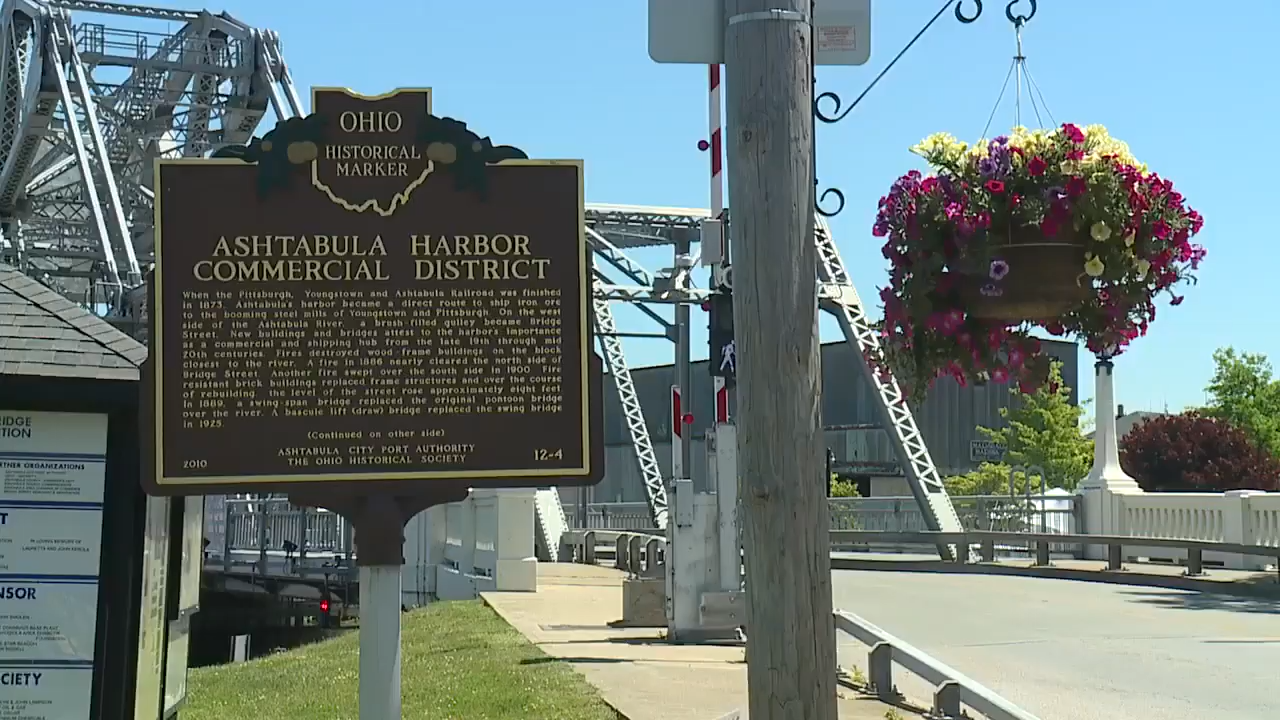 OHIO
HISTORICAL
MARKER
ASHTABULA HARBOR
COMMERCIAL DISTRICT
When the Pittsburgh, Youngstown and Ashtabula Railroad was finished
in 1873, Ashtabula's harbor became a direct route to ship iron ore
to the booming steel mills of Youngstown and Pittsburgh. On the west
side of the Ashtabula River, a brush-filled gulley became Bridge
Street. New buildings and bridges attest to the harbor's importance
as a commercial and shipping hub from the late 19th through mid
20th centuries. Fires destroyed wood frame buildings on the block
closest to the river. A fire in 1886 nearly cleared the north side of
Bridge Street. Another fire swept over the south side in 1900. Fire
resistant brick buildings replaced frame structures and over the course
of rebuilding, the level of the street rose approximately eight feet.
In 1889, a swing-span bridge replaced the original pontoon bridge
over the river. A bascule lift (draw) bridge replaced the swing bridge
in 1925.
(Continued on other side)
ASHTABULA CITY PORT AUTHORITY
THE OHIO HISTORICAL SOCIETY
2010
12-4
RIDGE
TION
TNER ORGANIZATIONS
T
IN LOVING MEMORY OF
NSOR
CIETY